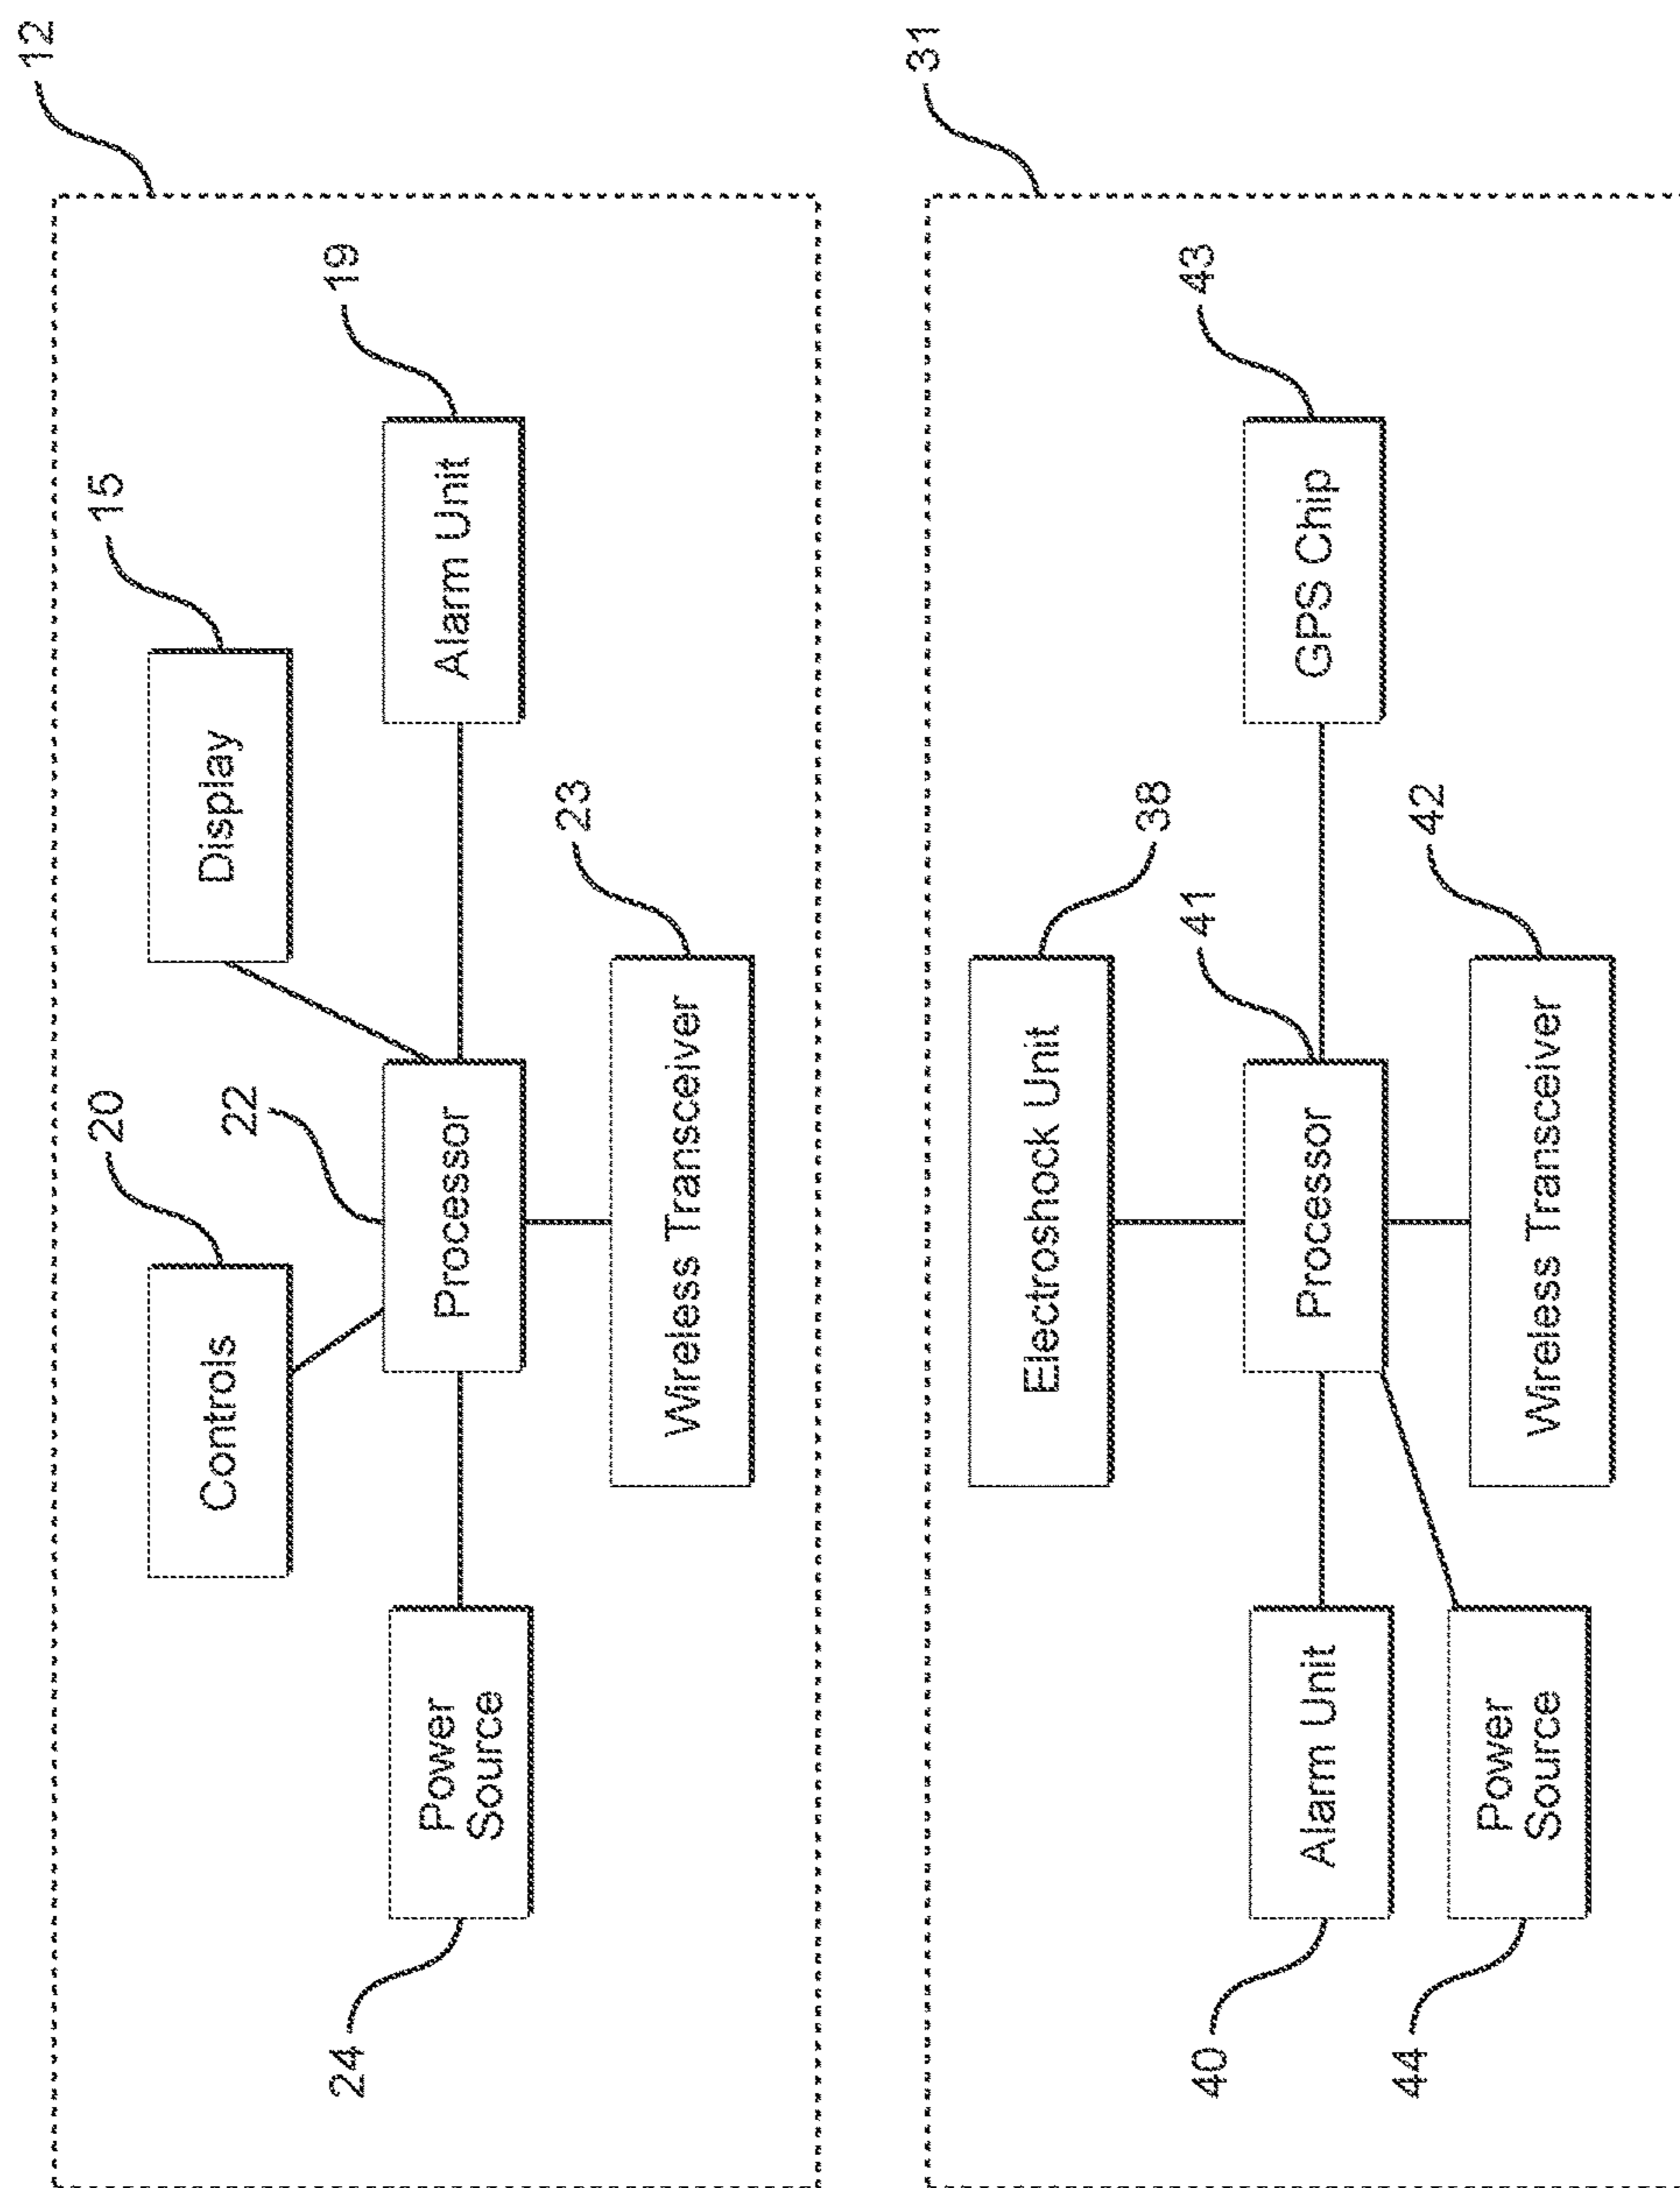 12
20
Controls
15
Display
22
24
Power
Source
Processor
19
Alarm Unit
23
Wireless Transceiver
31
38
Electroshock Unit
40
Alarm Unit
41
Processor
43
GPS Chip
44
Power
Source
42
Wireless Transceiver